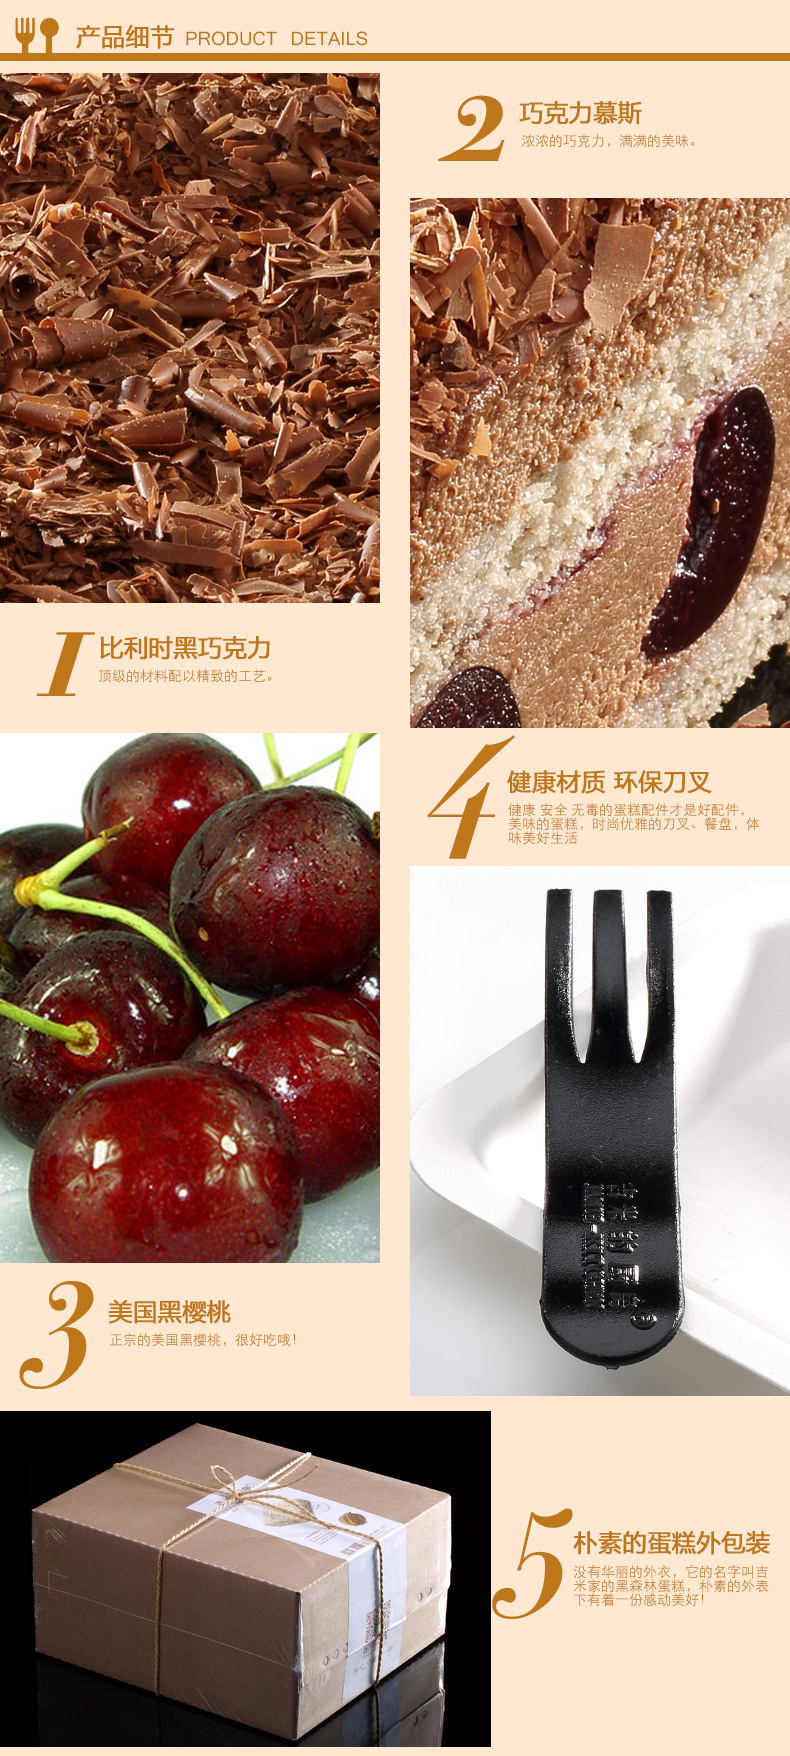 产品细节 PRODUCT DETAILS
2
巧克力慕斯
浓浓的巧克力，满满的美味。
1
比利时黑巧克力
顶级的材料配以精致的工艺。
4
健康材质 环保刀叉
健康 安全 无毒的蛋糕配件才是好配件，
美味的蛋糕，时尚优雅的刀叉、餐盘，体
味美好生活
3
美国黑樱桃
正宗的美国黑樱桃，很好吃哦！
5
朴素的蛋糕外包装
没有华丽的外衣，它的名字叫吉
米家的黑森林蛋糕，朴素的外表
下有着一份感动美好！